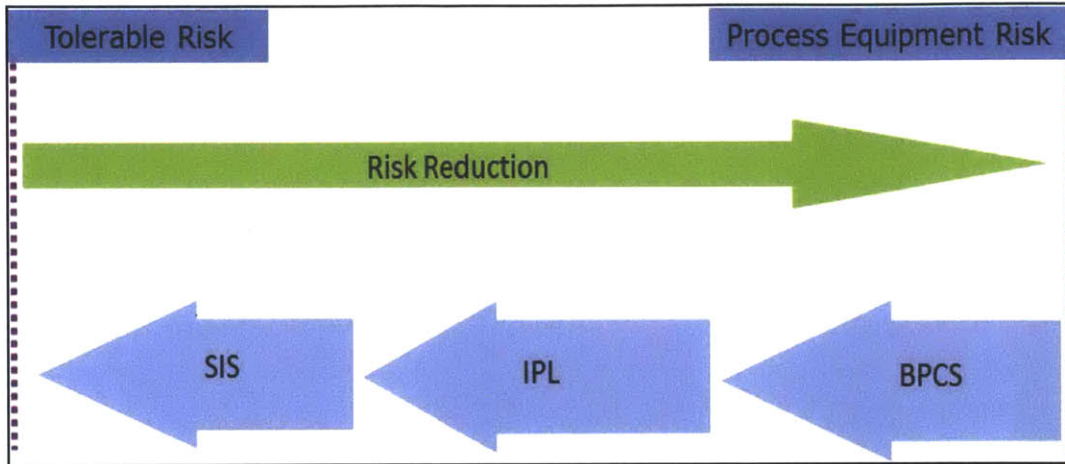 Tolerable Risk
Process Equipment Risk
Risk Reduction
SIS
IPL
BPCS